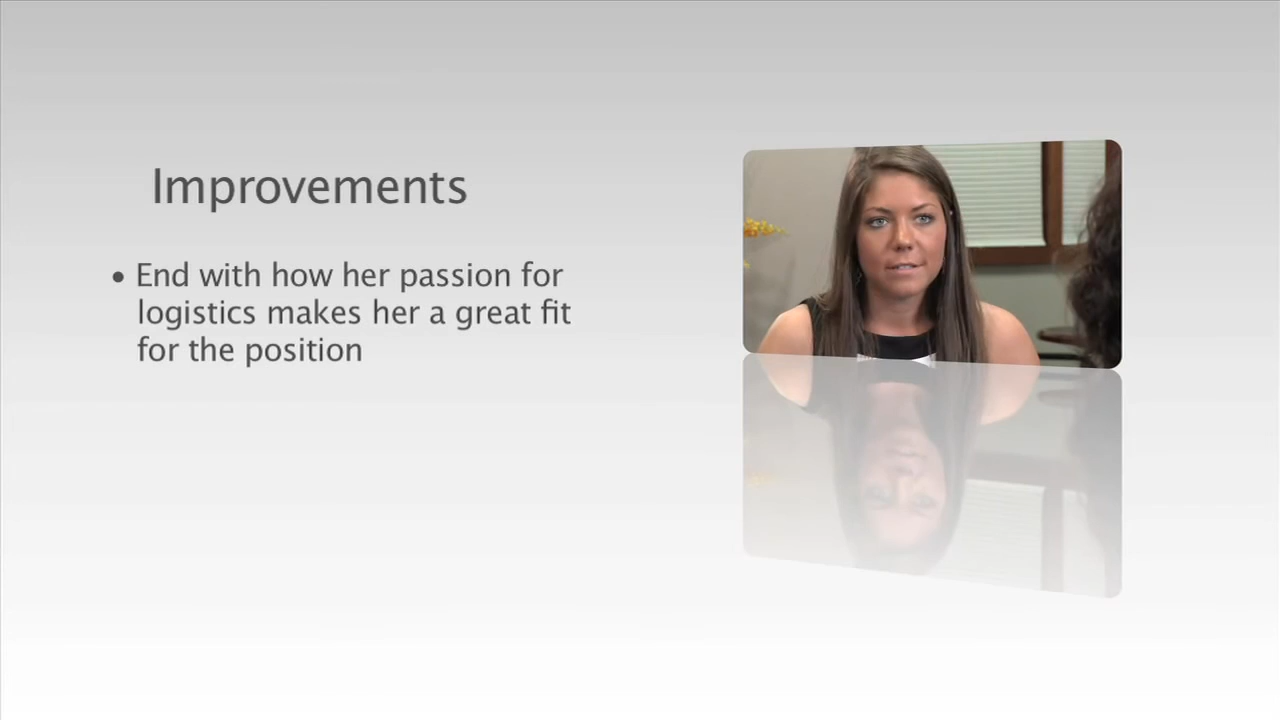 Improvements
• End with how her passion for
logistics makes her a great fit
for the position